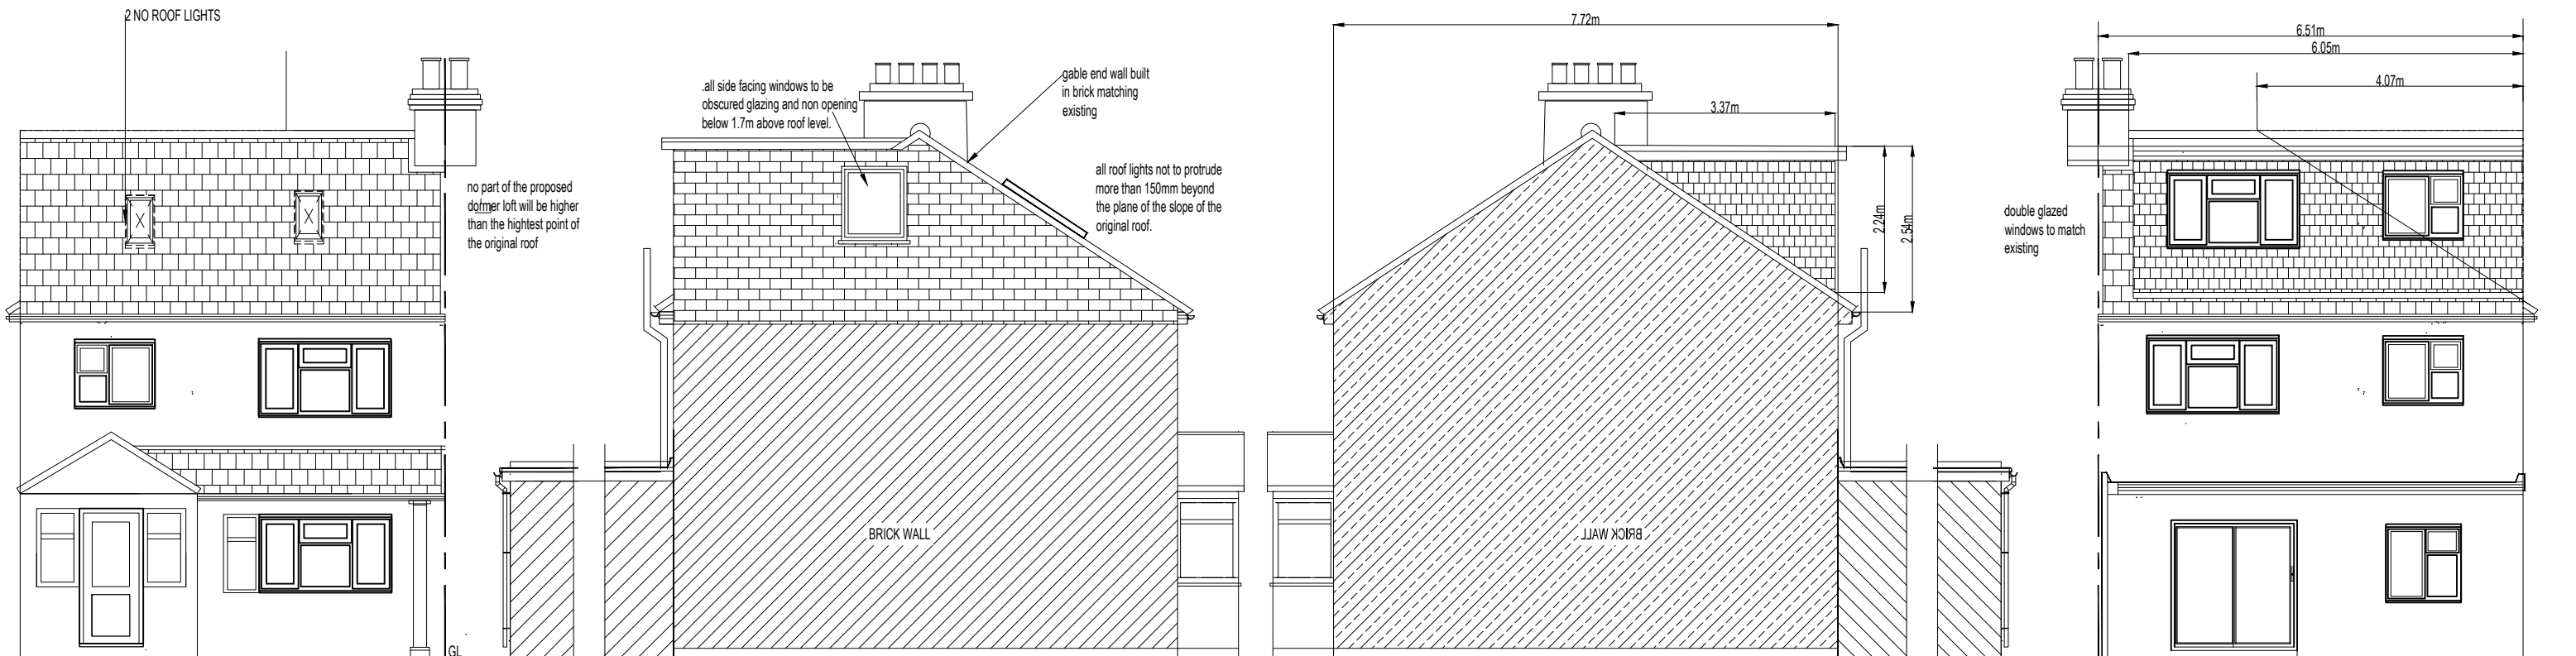 2 NO ROOF LIGHTS
no part of the proposed
dormer loft will be higher
than the highest point of
the original roof
GL
.all side facing windows to be
obscured glazing and non opening
below 1.7m above roof level.
gable end wall built
in brick matching
existing
all roof lights not to protrude
more than 150mm beyond
the plane of the slope of the
original roof.
BRICK WALL
7.72m
3.37m
2.24m
2.54m
BRICK WALL
double glazed
windows to match
existing
6.51m
6.05m
4.07m